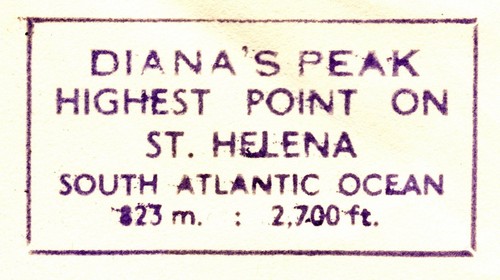 DIANA'S PEAK
HIGHEST POINT ON
ST. HELENA
SOUTH ATLANTIC OCEAN
823 m. : 2,700 ft.